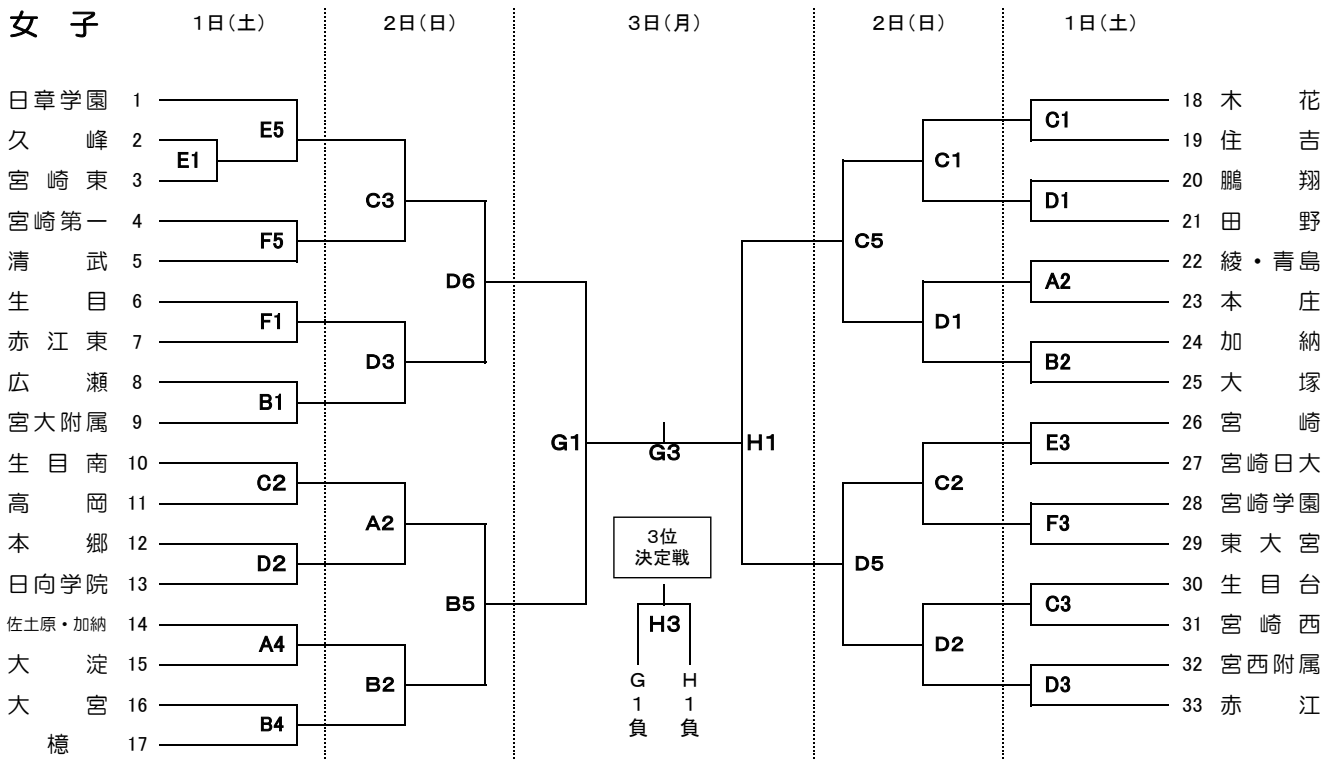 女子 1日(土) 2日(日) 3日(月) 2日(日) 1日(土)
日章学園 1
久峰 2
宮崎東 3
宮崎第一 4
清武 5
生目 6
赤江東 7
広瀬 8
宮大附属 9
生目南 10
高岡 11
本郷 12
日向学院 13
佐土原・加納 14
大淀 15
大宮 16
檍 17
E1
E5
F5
F1
B1
C2
D2
A4
B4
C3
D3
A2
B2
D6
B5
G1
G3
H1
3位
決定戦
H3
G1負
H1負
C5
D5
C1
D1
C2
D2
C1
D1
A2
B2
E3
F3
C3
D3
18 木花
19 住吉
20 鵬翔
21 田野
22 綾・青島
23 本庄
24 加納
25 大塚
26 宮崎
27 宮崎日大
28 宮崎学園
29 東大宮
30 生目台
31 宮崎西
32 宮西附属
33 赤江